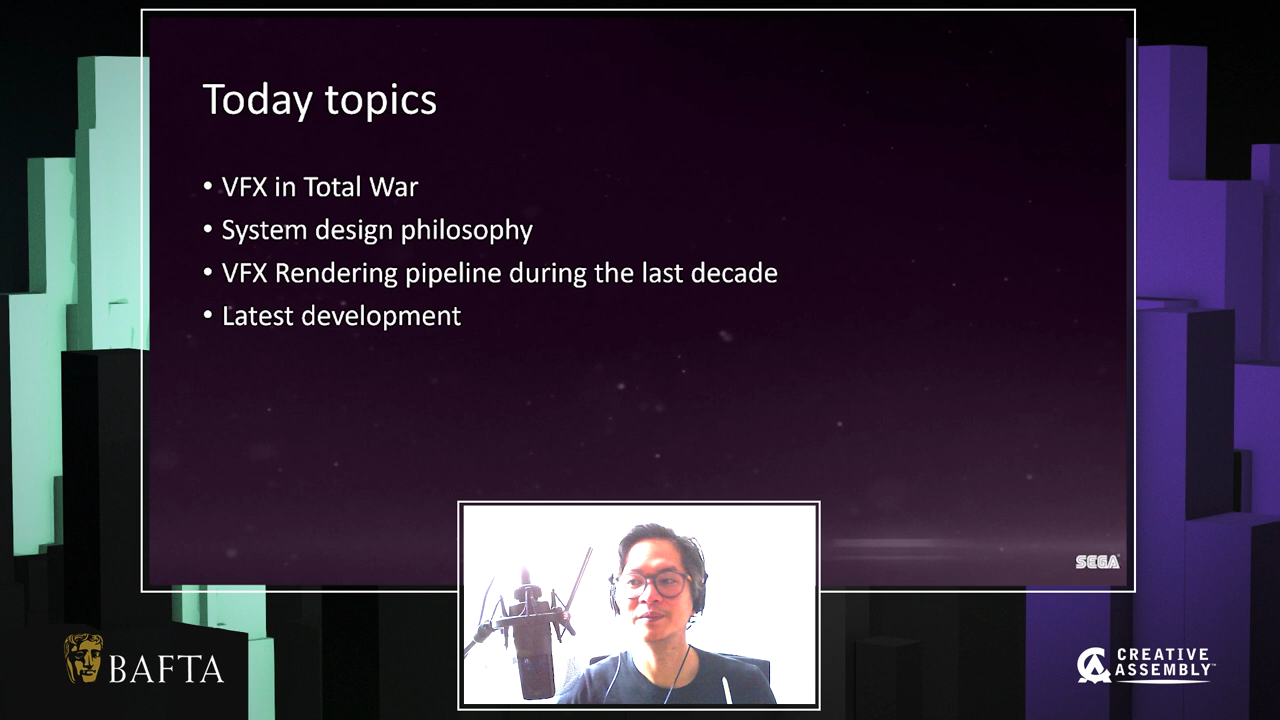 Today topics
• VFX in Total War
• System design philosophy
• VFX Rendering pipeline during the last decade
• Latest development
SEGA
BAFTA
CREATIVE
ASSEMBLY™